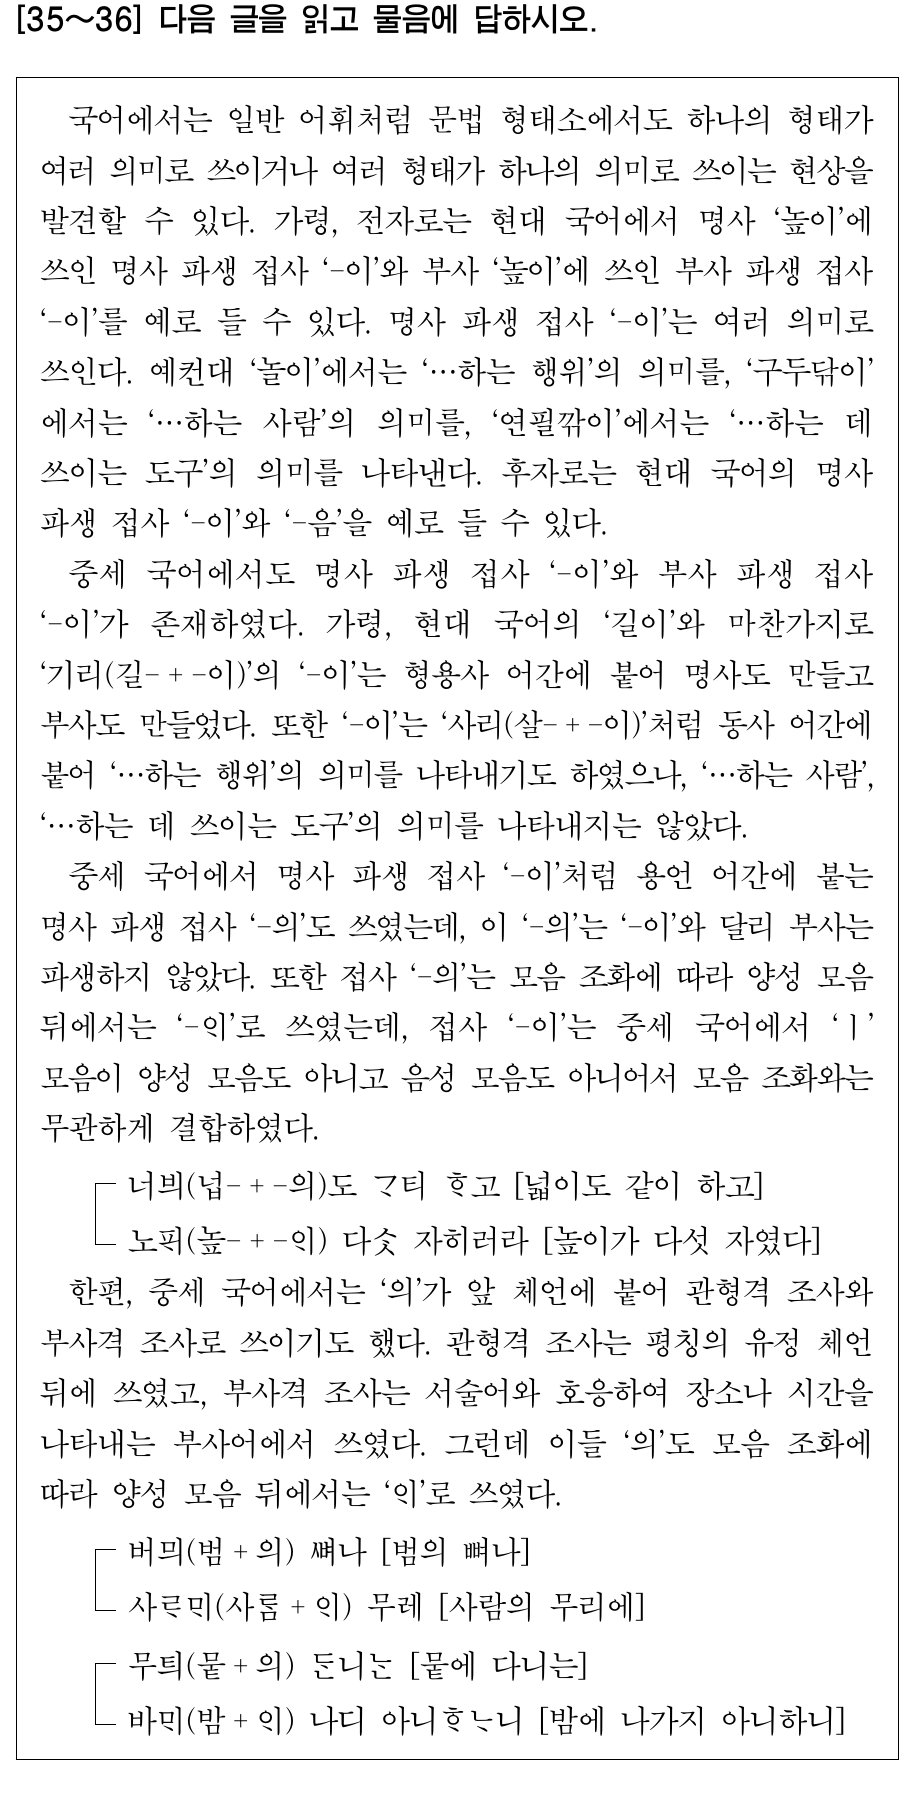 [35～36] 다음 글을 읽고 물음에 답하시오.
국어에서는 일반 어휘처럼 문법 형태소에서도 하나의 형태가
여러 의미로 쓰이거나 여러 형태가 하나의 의미로 쓰이는 현상을
발견할 수 있다. 가령, 전자로는 현대 국어에서 명사 ‘높이’에
쓰인 명사 파생 접사 ‘-이’와 부사 ‘높이’에 쓰인 부사 파생 접사
‘-이’를 예로 들 수 있다. 명사 파생 접사 ‘-이’는 여러 의미로
쓰인다. 예컨대 ‘놀이’에서는 ‘…하는 행위’의 의미를, ‘구두닦이’
에서는 ‘…하는 사람’의 의미를, ‘연필깎이’에서는 ‘…하는 데
쓰이는 도구’의 의미를 나타낸다. 후자로는 현대 국어의 명사
파생 접사 ‘-이’와 ‘-음’을 예로 들 수 있다.
중세 국어에서도 명사 파생 접사 ‘-이’와 부사 파생 접사
‘-이’가 존재하였다. 가령, 현대 국어의 ‘길이’와 마찬가지로
‘기리(길- + -이)’의 ‘-이’는 형용사 어간에 붙어 명사도 만들고
부사도 만들었다. 또한 ‘-이’는 ‘사리(살- + -이)’처럼 동사 어간에
붙어 ‘…하는 행위’의 의미를 나타내기도 하였으나, ‘…하는 사람’,
‘…하는 데 쓰이는 도구’의 의미를 나타내지는 않았다.
중세 국어에서 명사 파생 접사 ‘-이’처럼 용언 어간에 붙는
명사 파생 접사 ‘-의’도 쓰였는데, 이 ‘-의’는 ‘-이’와 달리 부사는
파생하지 않았다. 또한 접사 ‘-의’는 모음 조화에 따라 양성 모음
뒤에서는 ‘-ᄋᆡ’로 쓰였는데, 접사 ‘-이’는 중세 국어에서 ‘ㅣ’
모음이 양성 모음도 아니고 음성 모음도 아니어서 모음 조화와는
무관하게 결합하였다.
너븨(넙- + -의)도 ᄀᆞ티 ᄒᆞ고 [넓이도 같이 하고]
노ᄑᆡ(높- + -ᄋᆡ) 다ᄉᆞᆺ 자히러라 [높이가 다섯 자였다]
한편, 중세 국어에서는 ‘의’가 앞 체언에 붙어 관형격 조사와
부사격 조사로 쓰이기도 했다. 관형격 조사는 평칭의 유정 체언
뒤에 쓰였고, 부사격 조사는 서술어와 호응하여 장소나 시간을
나타내는 부사어에서 쓰였다. 그런데 이들 ‘의’도 모음 조화에
따라 양성 모음 뒤에서는 ‘ᄋᆡ’로 쓰였다.
버믜(범 + 의) ᄲᅧ나 [범의 뼈나]
사ᄅᆞᄆᆡ(사ᄅᆞᆷ + ᄋᆡ) 무레 [사람의 무리에]
무틔(뭍 + 의) ᄃᆞ니ᄂᆞᆫ [뭍에 다니는]
바ᄆᆡ(밤 + ᄋᆡ) 나디 아니ᄒᆞᄂᆞ니 [밤에 나가지 아니하니]